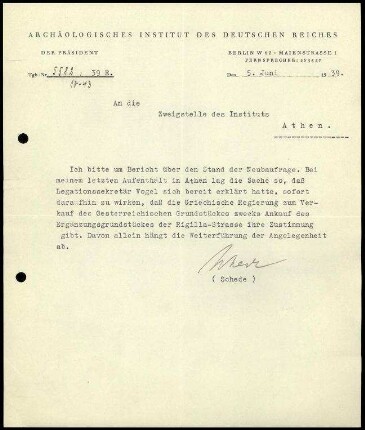 ARCHÄOLOGISCHES INSTITUT DES DEUTSCHEN REICHES
DER PRÄSIDENT
BERLIN W 62 · MAIENSTRASSE 1
FERNSPRECHER:
Tgb. Nr. 39 R.
Den 5. Juni 1939.
An die
Zweigstelle des Instituts
Athen.
Ich bitte um Bericht über den Stand der Neubaufrage. Bei
meinem letzten Aufenthalt in Athen lag die Sache so, daß
Legationssekretär Vogel sich bereit erklärt hatte, sofort
daraufhin zu wirken, daß die Griechische Regierung zum Ver-
kauf des Oesterreichischen Grundstückes zwecks Ankauf des
Ergänzungsgrundstückes der Rigilla-Strasse ihre Zustimmung
gibt. Davon allein hängt die Weiterführung der Angelegenheit
ab.
Schede
( Schede )